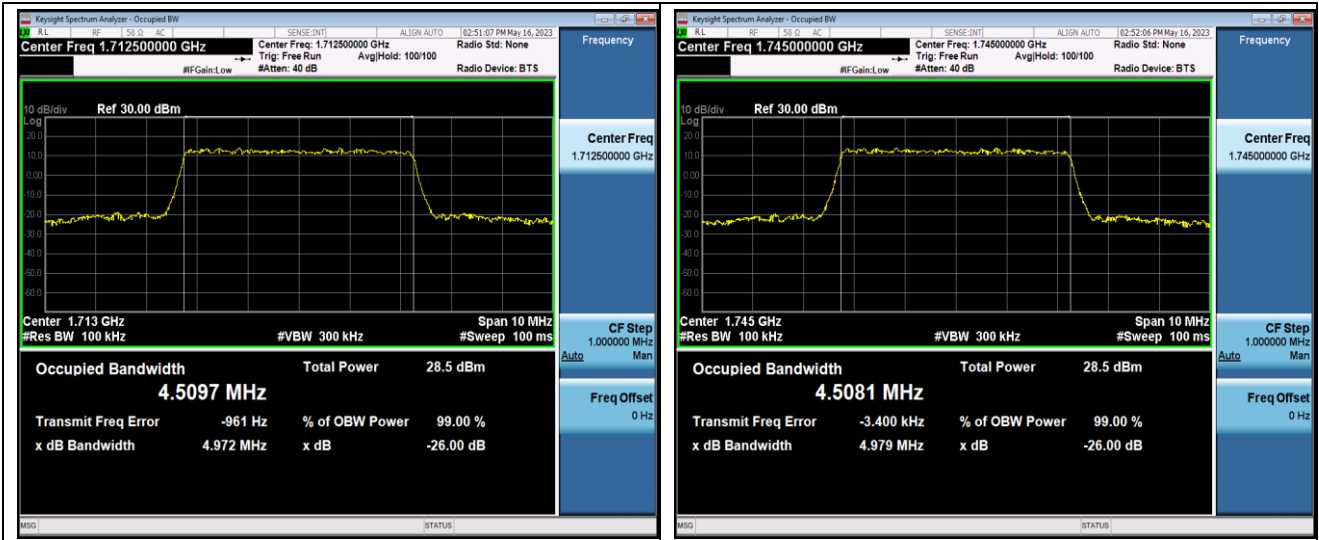 Keysight Spectrum Analyzer - Occupied BW
RL RF 50 Ω AC SENSE:INT ALIGN AUTO 02:51:07 PM May 16, 2023
Center Freq 1.712500000 GHz
Center Freq: 1.712500000 GHz
Radio Std: None
Trig: Free Run Avg|Hold: 100/100
#IFGain:Low #Atten: 40 dB Radio Device: BTS
10 dB/div Ref 30.00 dBm
Log
20.0
10.0
0.00
-10.0
-20.0
-30.0
-40.0
-50.0
-60.0
Center 1.713 GHz Span 10 MHz
#Res BW 100 kHz #VBW 300 kHz #Sweep 100 ms
Occupied Bandwidth Total Power 28.5 dBm
4.5097 MHz
Transmit Freq Error -961 Hz % of OBW Power 99.00 %
x dB Bandwidth 4.972 MHz x dB -26.00 dB
MSG STATUS
Frequency
Center Freq
1.712500000 GHz
CF Step
1.000000 MHz
Auto Man
Freq Offset
0 Hz
Keysight Spectrum Analyzer - Occupied BW
RL RF 50 Ω AC SENSE:INT ALIGN AUTO 02:52:06 PM May 16, 2023
Center Freq 1.745000000 GHz
Center Freq: 1.745000000 GHz
Radio Std: None
Trig: Free Run Avg|Hold: 100/100
#IFGain:Low #Atten: 40 dB Radio Device: BTS
10 dB/div Ref 30.00 dBm
Log
20.0
10.0
0.00
-10.0
-20.0
-30.0
-40.0
-50.0
-60.0
Center 1.745 GHz Span 10 MHz
#Res BW 100 kHz #VBW 300 kHz #Sweep 100 ms
Occupied Bandwidth Total Power 28.5 dBm
4.5081 MHz
Transmit Freq Error -3.400 kHz % of OBW Power 99.00 %
x dB Bandwidth 4.979 MHz x dB -26.00 dB
MSG STATUS
Frequency
Center Freq
1.745000000 GHz
CF Step
1.000000 MHz
Auto Man
Freq Offset
0 Hz